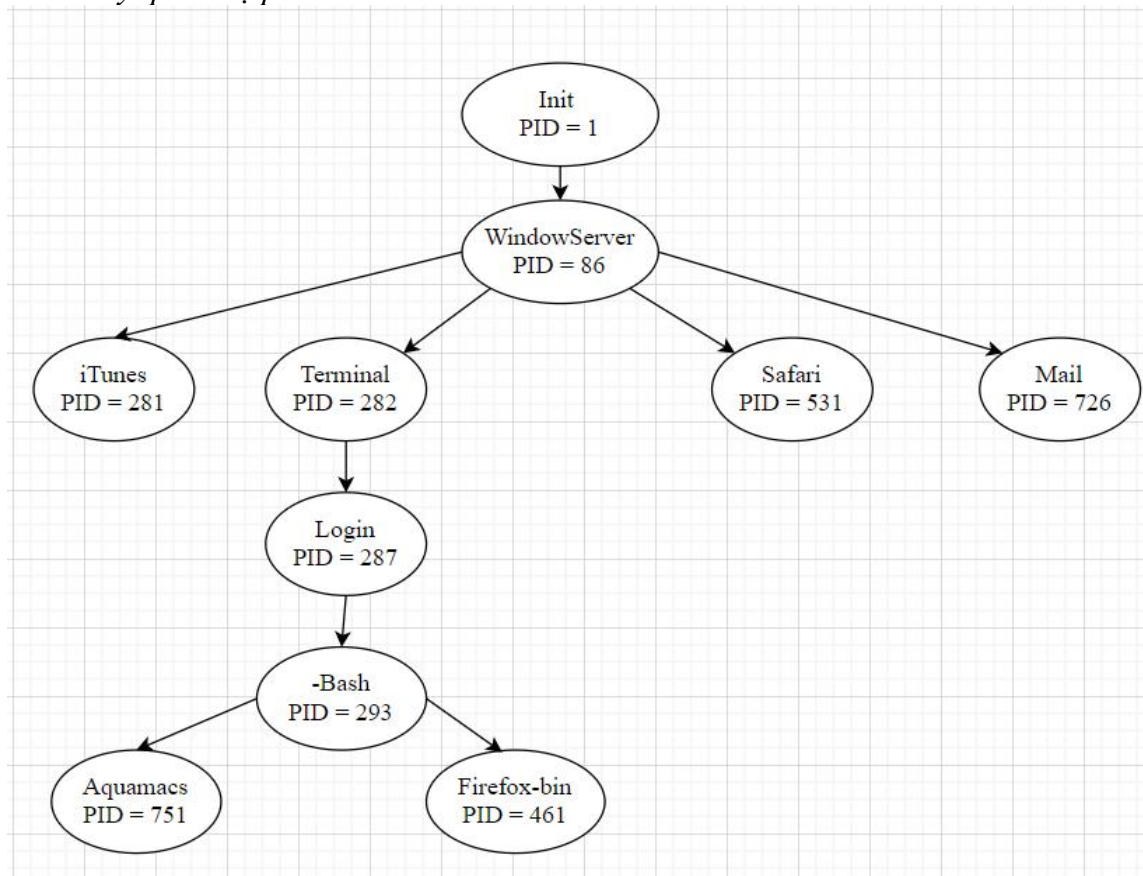 Init
PID = 1
WindowServer
PID = 86
iTunes
PID = 281
Terminal
PID = 282
Safari
PID = 531
Mail
PID = 726
Login
PID = 287
-Bash
PID = 293
Aquamacs
PID = 751
Firefox-bin
PID = 461